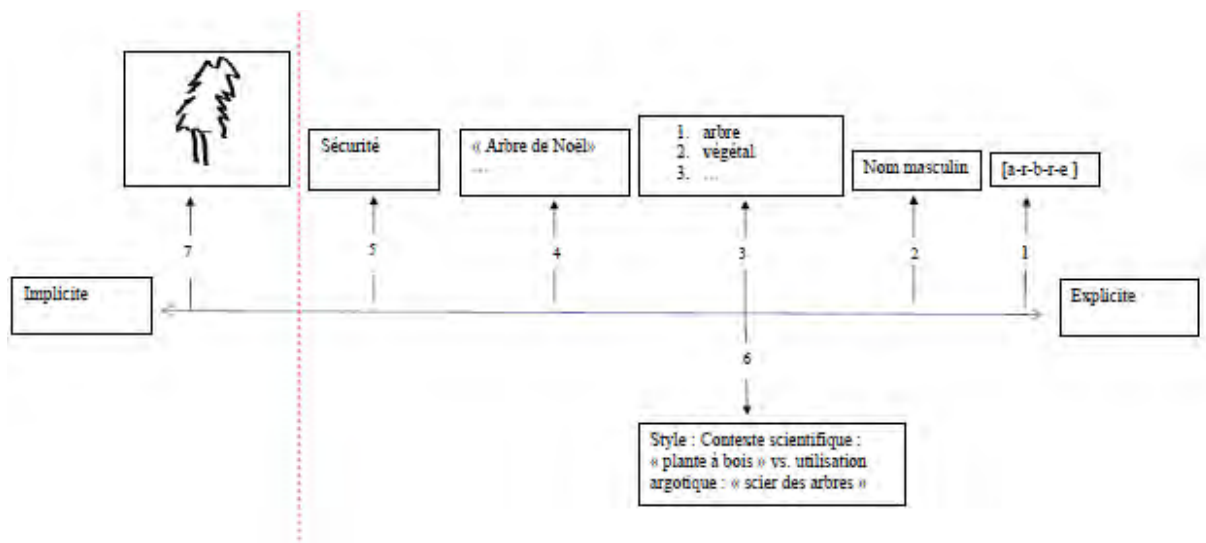 Sécurité
« Arbre de Noël»
…
1. arbre
2. végétal
3. …
Nom masculin
[a-r-b-r-e ]
7
5
4
3
2
1
Implicite
Explicite
6
Style : Contexte scientifique :
« plante à bois » vs. utilisation
argotique : « scier des arbres »